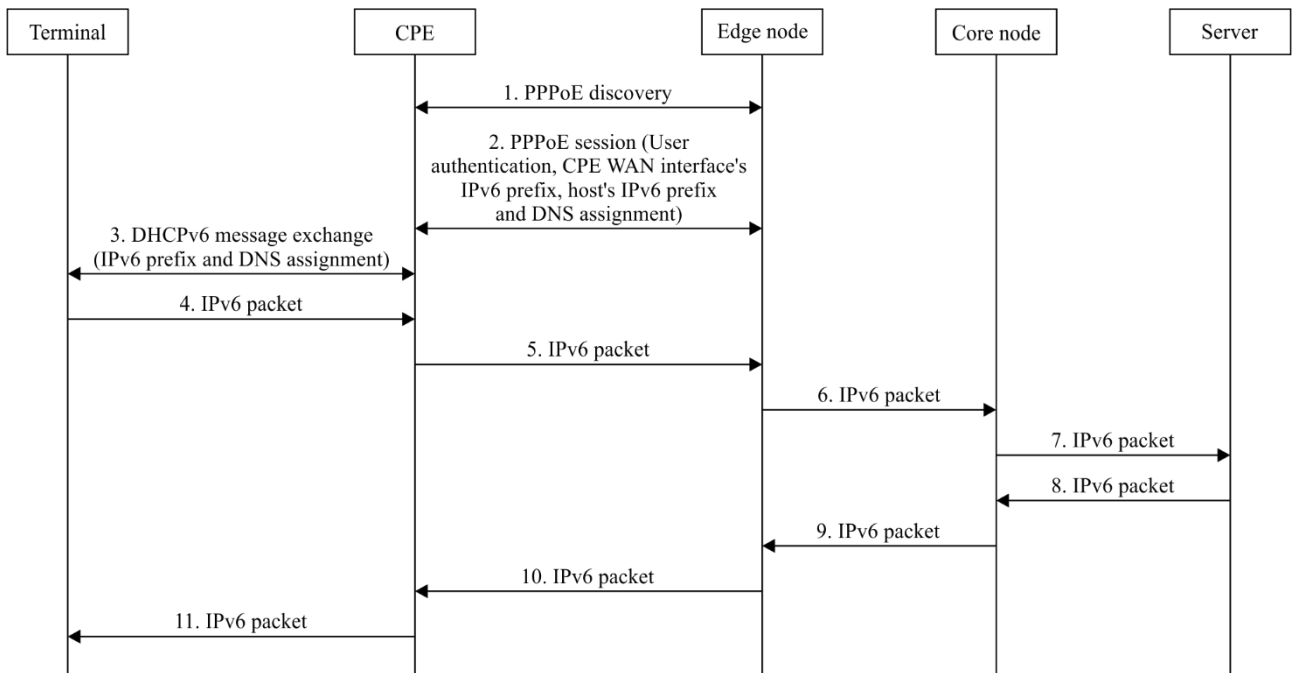 Terminal
CPE
Edge node
Core node
Server
1. PPPoE discovery
2. PPPoE session (User
authentication, CPE WAN interface's
IPv6 prefix, host's IPv6 prefix
and DNS assignment)
3. DHCPv6 message exchange
(IPv6 prefix and DNS assignment)
4. IPv6 packet
5. IPv6 packet
6. IPv6 packet
7. IPv6 packet
8. IPv6 packet
9. IPv6 packet
10. IPv6 packet
11. IPv6 packet